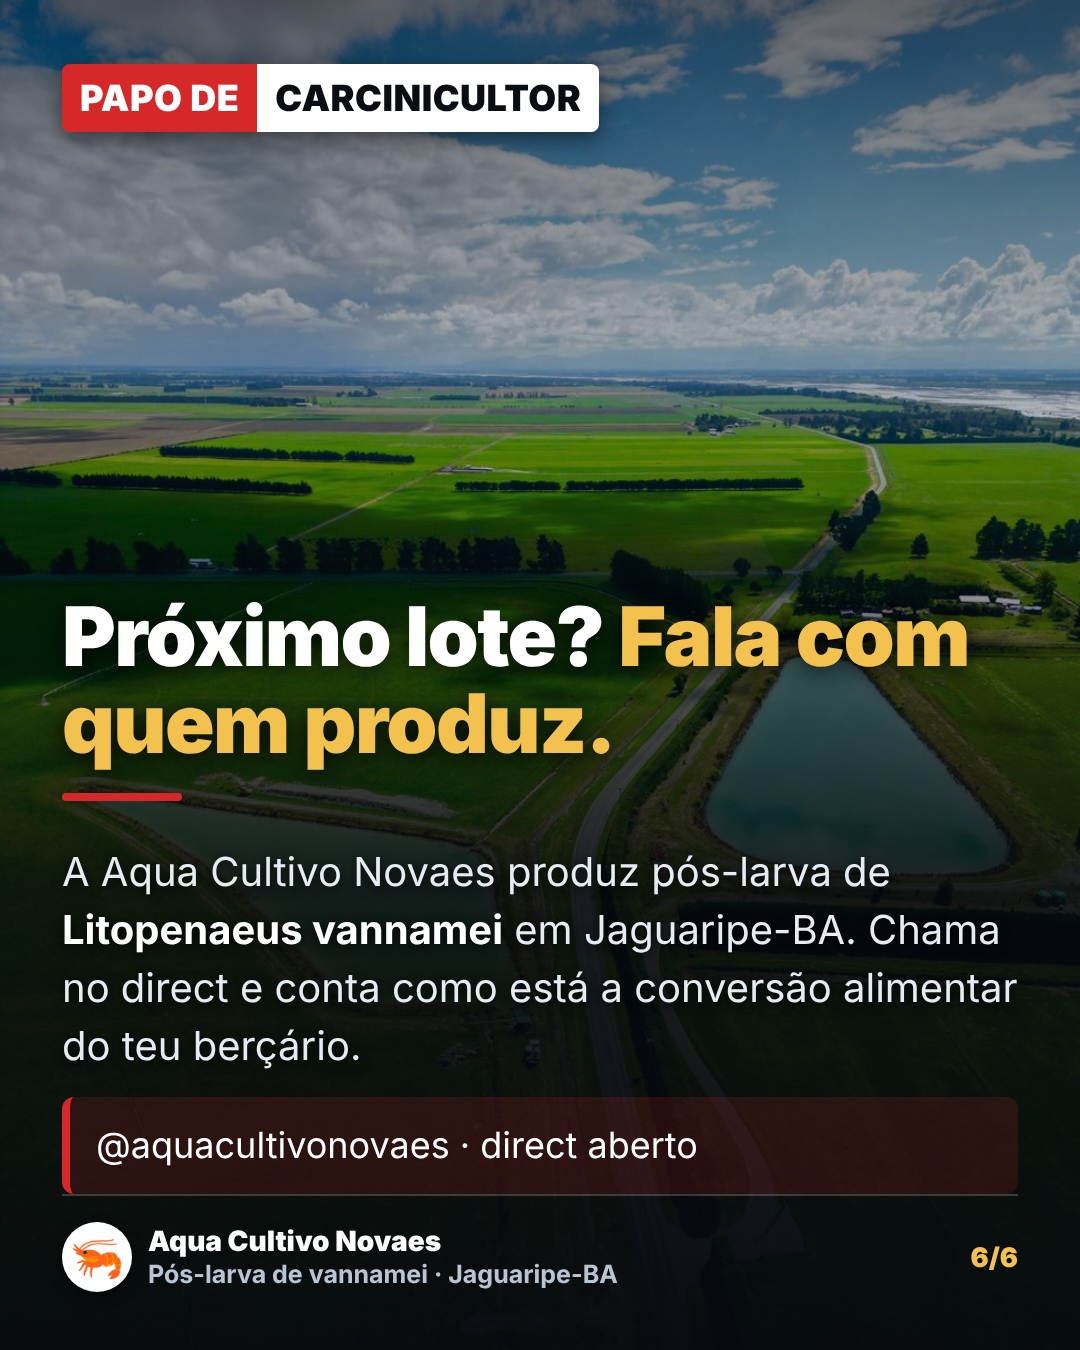 PAPO DE CARCINICULTOR
Próximo lote? Fala com
quem produz.
A Aqua Cultivo Novaes produz pós-larva de
Litopenaeus vannamei em Jaguaripe-BA. Chama
no direct e conta como está a conversão alimentar
do teu berçário.
@aquacultivonovaes · direct aberto
Aqua Cultivo Novaes
Pós-larva de vannamei · Jaguaripe-BA
6/6